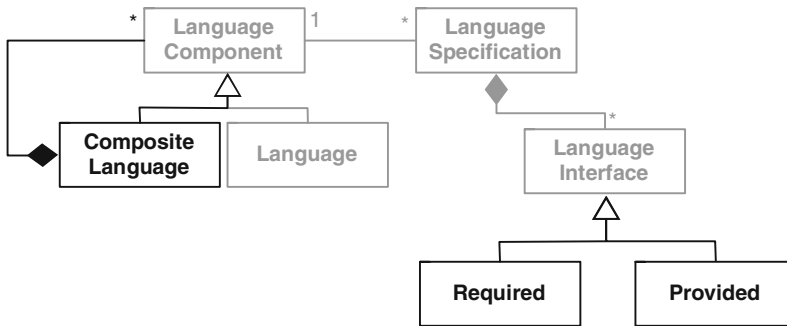 *
Language
Component
1
*
Language
Specification
Composite
Language
Language
*
Language
Interface
Required
Provided